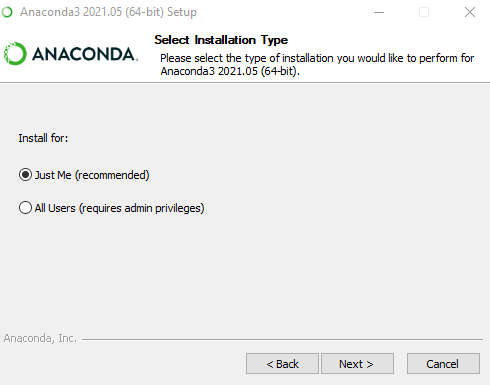 Anaconda3 2021.05 (64-bit) Setup
Select Installation Type
Please select the type of installation you would like to perform for
Anaconda3 2021.05 (64-bit).
ANACONDA.
Install for:
Just Me (recommended)
All Users (requires admin privileges)
Anaconda, Inc.
< Back
Next >
Cancel